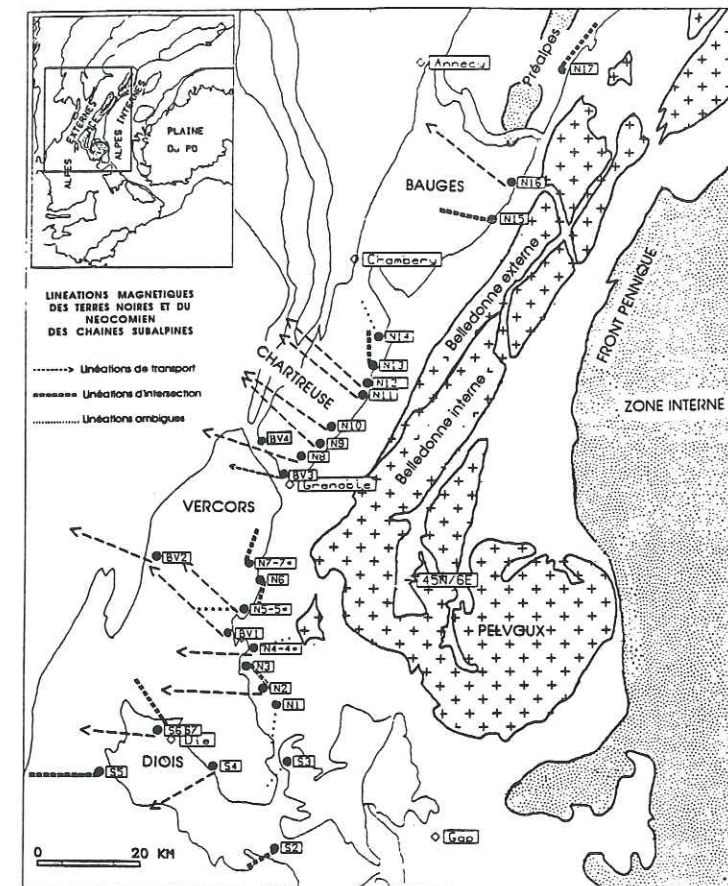 ALPES EXTERNES
ALPES INTERNES
PLAINE
DU PO
LINEATIONS MAGNETIQUES
DES TERRES NOIRES ET DU
NEOCOMIEN
DES CHAINES SUBALPINES
Linéations de transport
Linéations d'intersection
Linéations ambigues
Annecy
Préalpes
N17
BAUGES
N16
N15
Chambery
Belledonne externe
FRONT PENNIQUE
N14
N13
N12
N11
CHARTREUSE
ZONE INTERNE
N10
N9
BV4
N8
BV3
Grenoble
Belledonne interne
VERCORS
BV2
N7-7*
N6
45N/6E
N5-5*
BV1
PELVOUX
N4-4*
N3
N2
N1
S6
S7
Die
DIOIS
S5
S4
S3
S2
Gap
0 20 KM